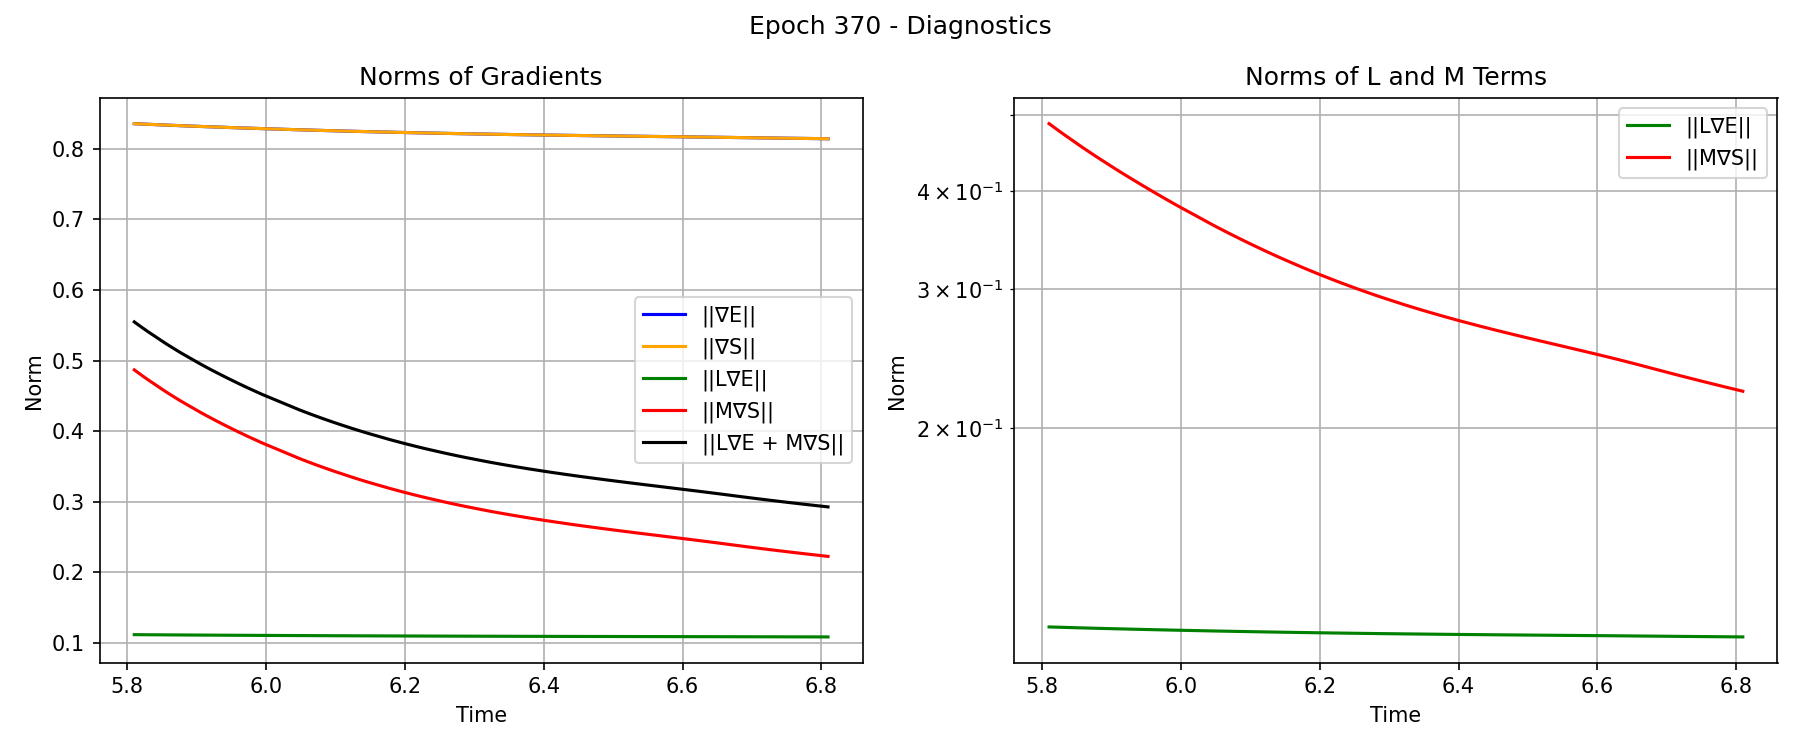 Epoch 370 - Diagnostics
Norms of Gradients
Norm
0.8
0.7
0.6
0.5
0.4
0.3
0.2
0.1
||∇E||
||∇S||
||L∇E||
||M∇S||
||L∇E + M∇S||
5.8 6.0 6.2 6.4 6.6 6.8
Time
Norms of L and M Terms
Norm
4 × 10⁻¹
3 × 10⁻¹
2 × 10⁻¹
||L∇E||
||M∇S||
5.8 6.0 6.2 6.4 6.6 6.8
Time